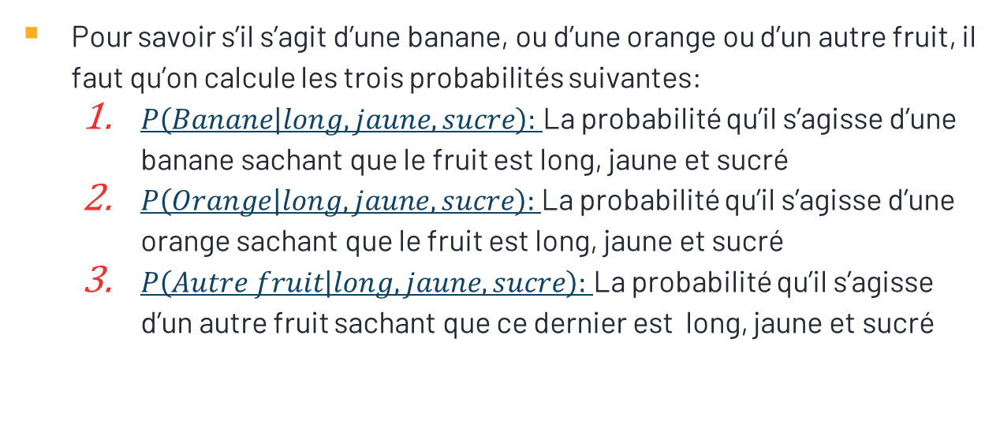 Pour savoir s’il s’agit d’une banane, ou d’une orange ou d’un autre fruit, il
faut qu’on calcule les trois probabilités suivantes:
1. P(Banane|long, jaune, sucre): La probabilité qu’il s’agisse d’une
banane sachant que le fruit est long, jaune et sucré
2. P(Orange|long, jaune, sucre): La probabilité qu’il s’agisse d’une
orange sachant que le fruit est long, jaune et sucré
3. P(Autre fruit|long, jaune, sucre): La probabilité qu’il s’agisse
d’un autre fruit sachant que ce dernier est long, jaune et sucré